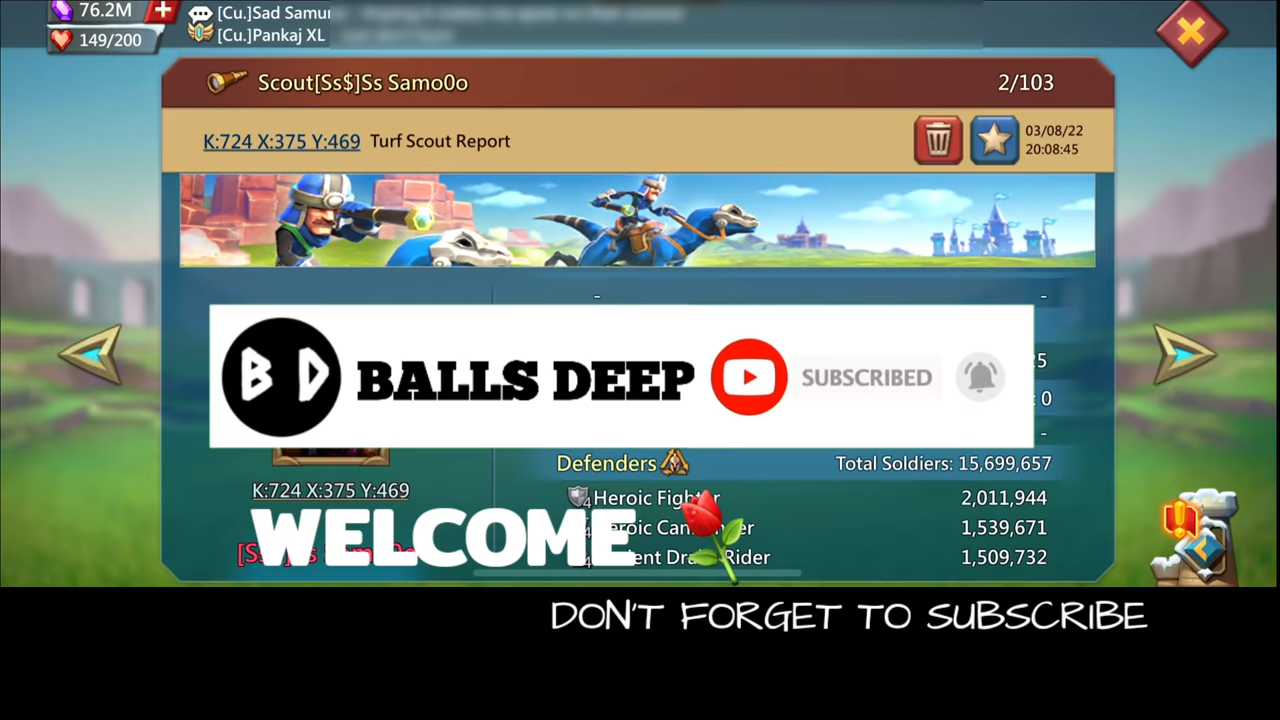 76.2M
149/200
[Cu.]Sad Samu
[Cu.]Pankaj XL
Scout[Ss$]Ss Samo0o
2/103
K:724 X:375 Y:469 Turf Scout Report
03/08/22
20:08:45
-
-
B D BALLS DEEP SUBSCRIBED
5
0
-
Defenders Total Soldiers: 15,699,657
K:724 X:375 Y:469
4 Heroic Fighter 2,011,944
1,539,671
Rider 1,509,732
WELCOME
DON'T FORGET TO SUBSCRIBE